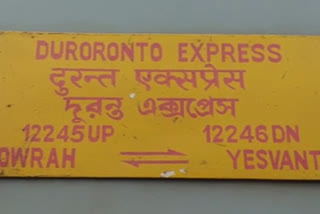 DURORONTO EXPRESS
दुरन्त एक्सप्रेस
দূরন্ত এক্সপ্রেস
12245UP 12246DN
OWRAH YESVANT